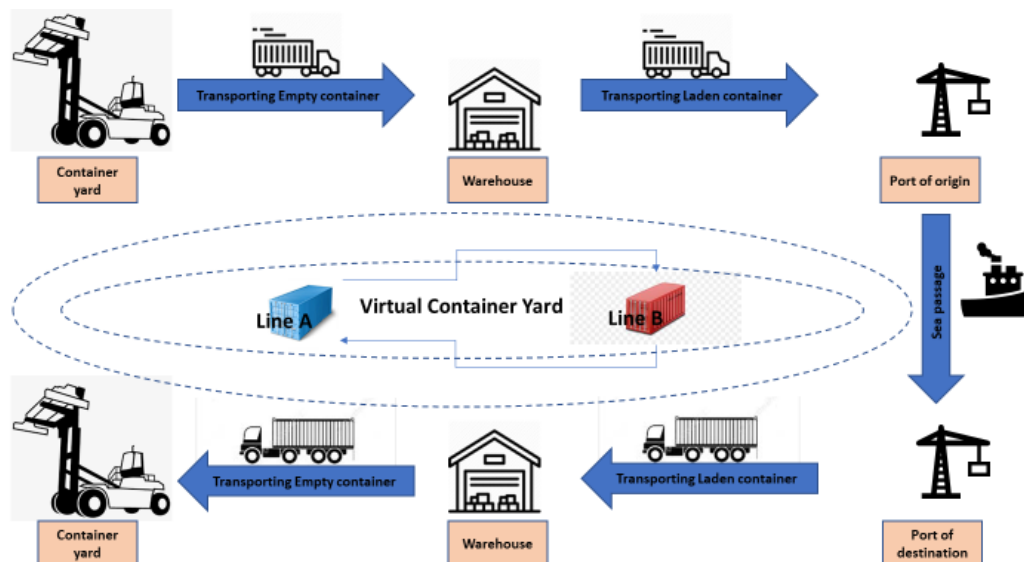 Transporting Empty container
Transporting Laden container
Container
yard
Warehouse
Port of origin
Sea passage
Virtual Container Yard
Line A
Line B
Transporting Empty container
Transporting Laden container
Container
yard
Warehouse
Port of
destination